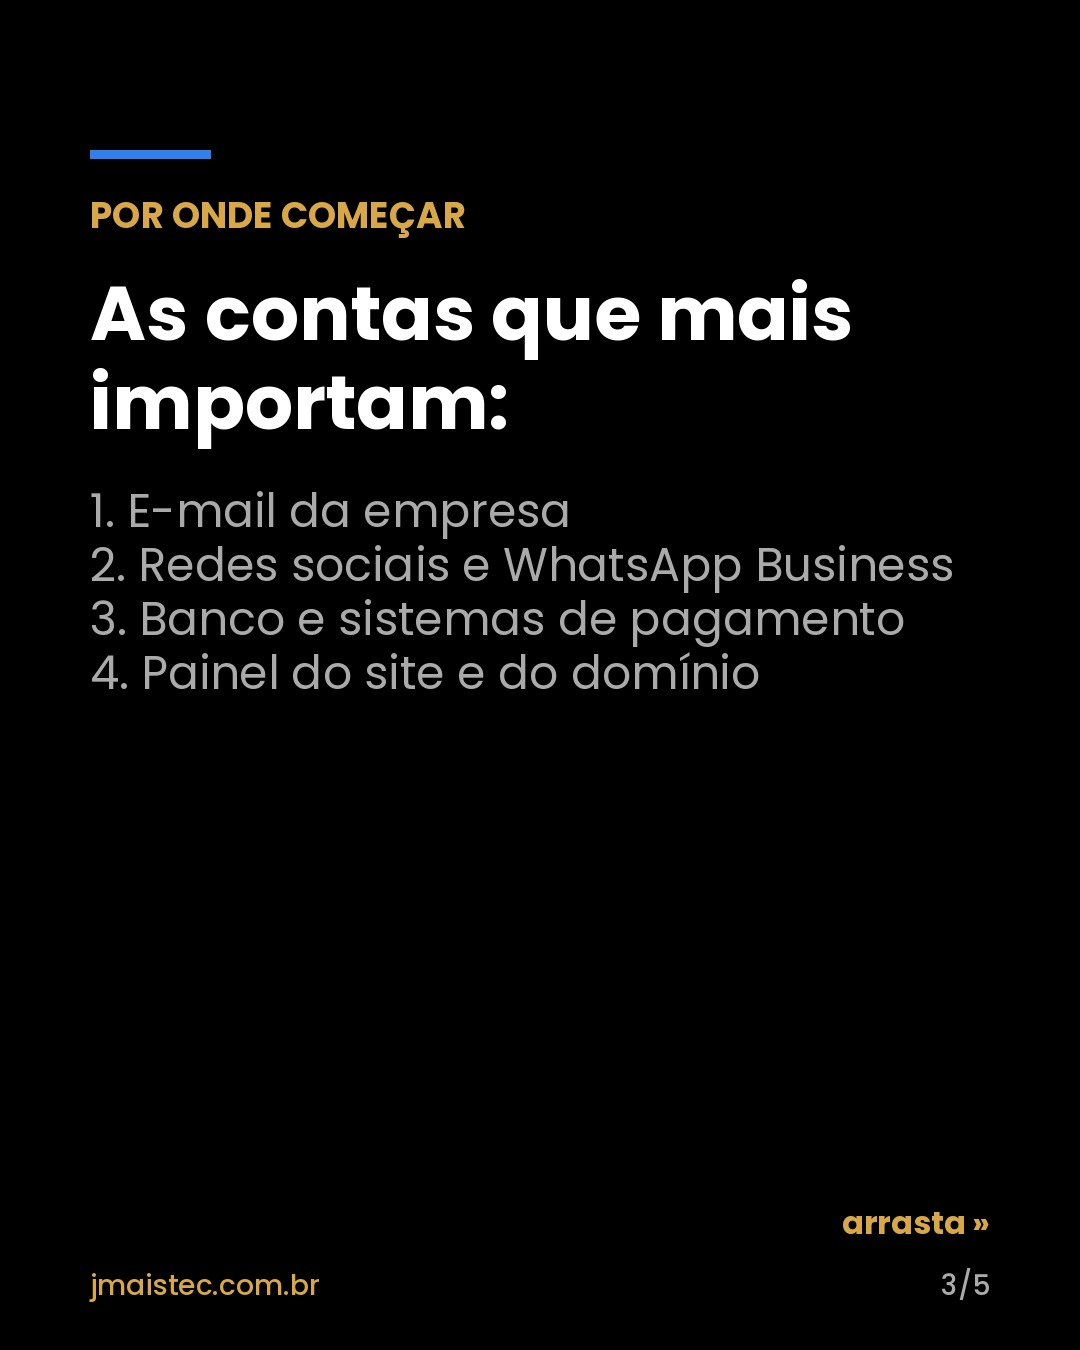 POR ONDE COMEÇAR
As contas que mais
importam:
1. E-mail da empresa
2. Redes sociais e WhatsApp Business
3. Banco e sistemas de pagamento
4. Painel do site e do domínio
arrasta »
jmaistec.com.br
3/5